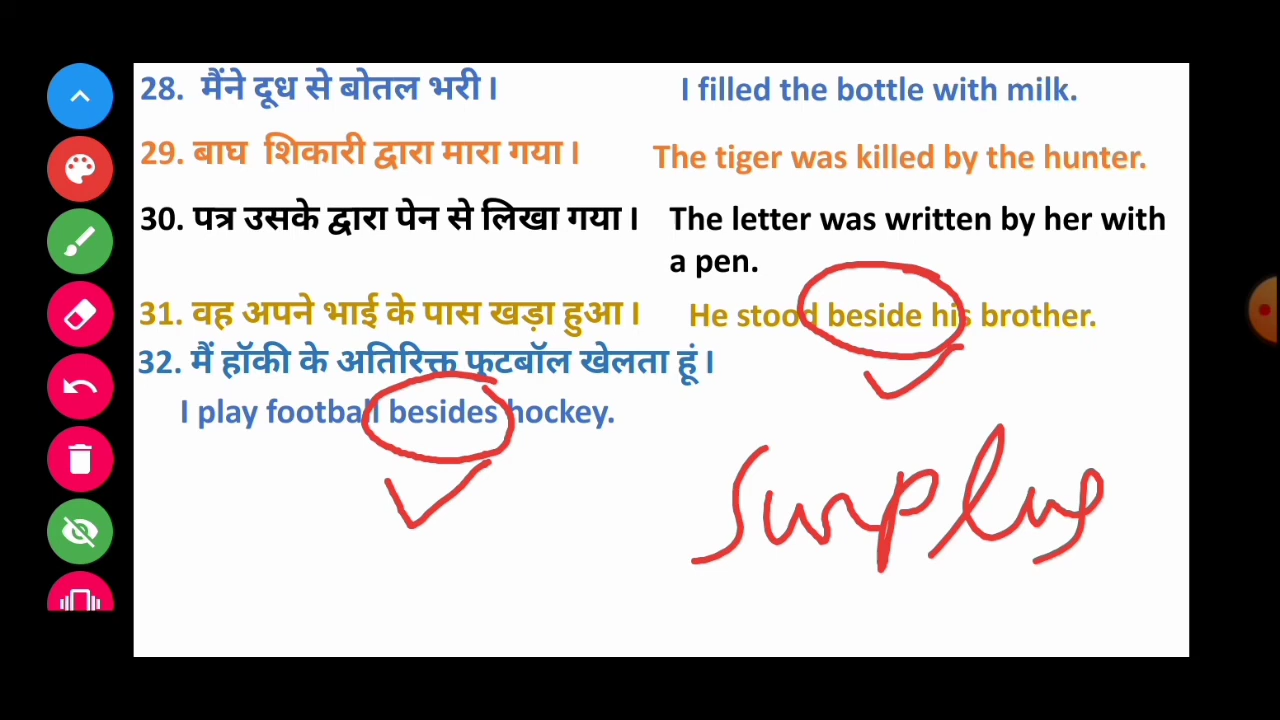 28. मैंने दूध से बोतल भरी । I filled the bottle with milk.
29. बाघ शिकारी द्वारा मारा गया । The tiger was killed by the hunter.
30. पत्र उसके द्वारा पेन से लिखा गया । The letter was written by her with
a pen.
31. वह अपने भाई के पास खड़ा हुआ । He stood beside his brother.
32. मैं हॉकी के अतिरिक्त फुटबॉल खेलता हूं ।
I play football besides hockey.
Surplus